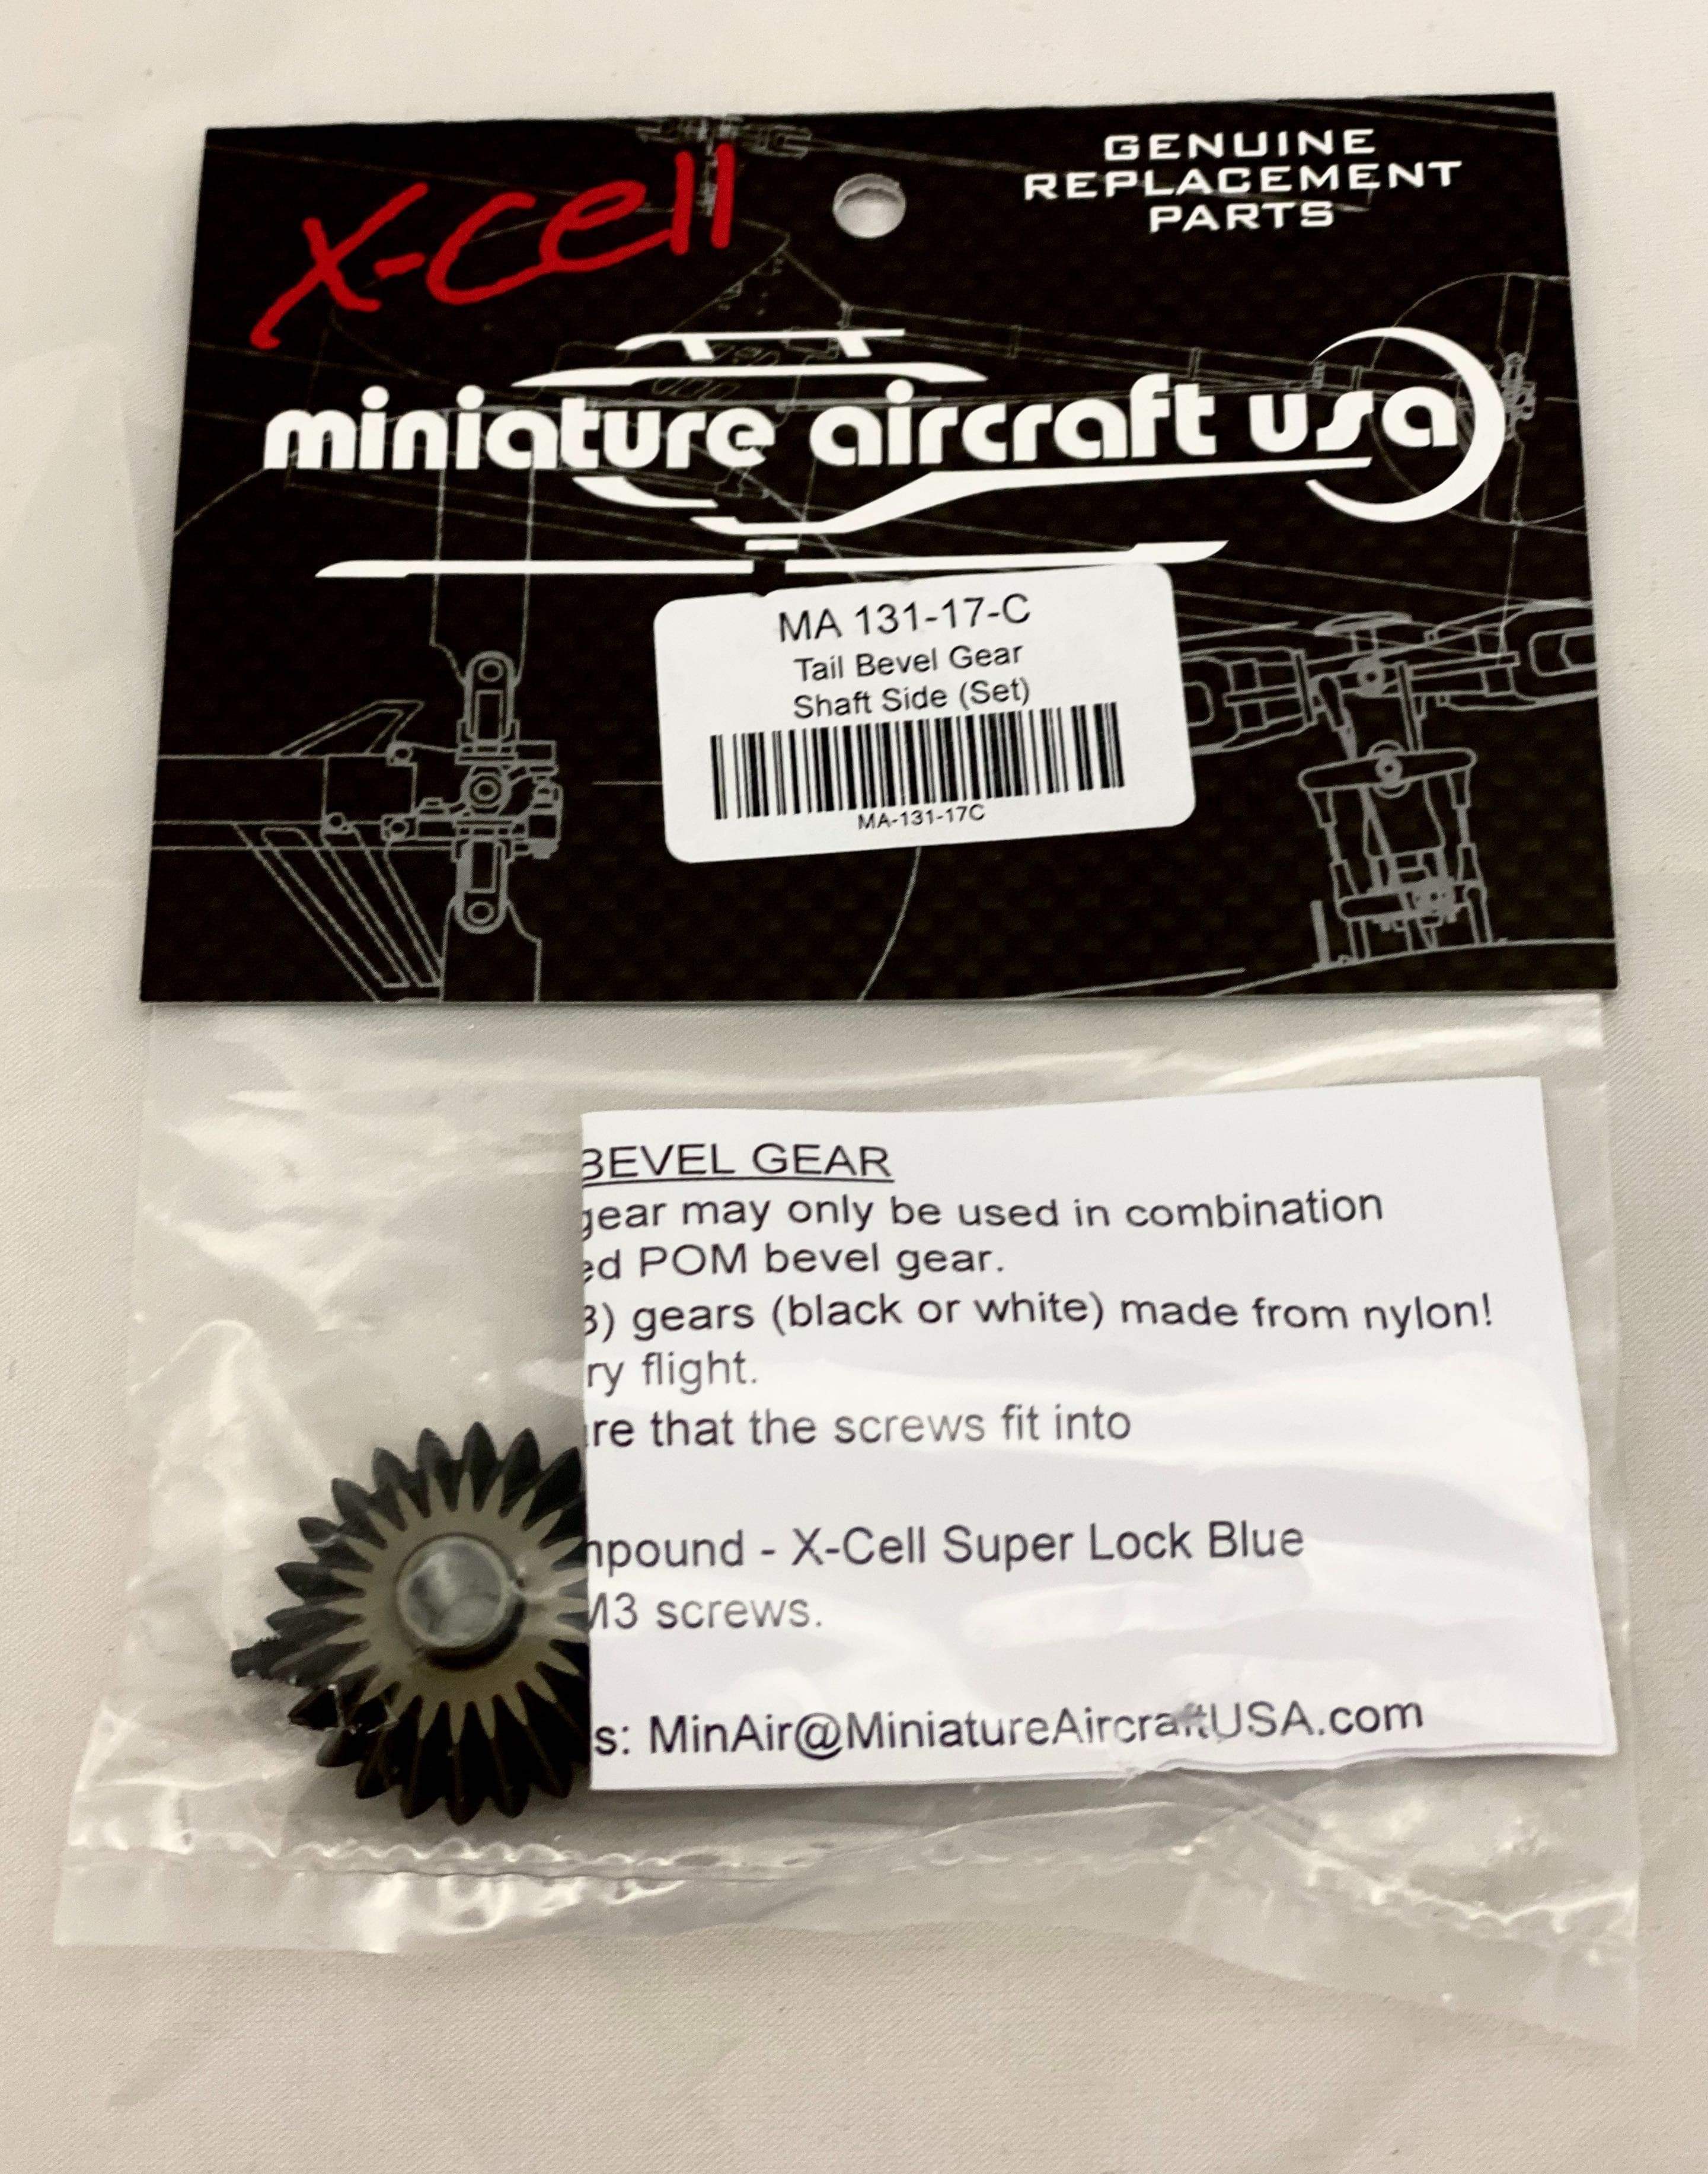 x-cell
GENUINE
REPLACEMENT
PARTS
miniature aircraft usa
MA 131-17-C
Tail Bevel Gear
Shaft Side (Set)
MA-131-17C
BEVEL GEAR
gear may only be used in combination
ed POM bevel gear.
3) gears (black or white) made from nylon!
ry flight.
re that the screws fit into
mpound - X-Cell Super Lock Blue
M3 screws.
s: MinAir@MiniatureAircraftUSA.com